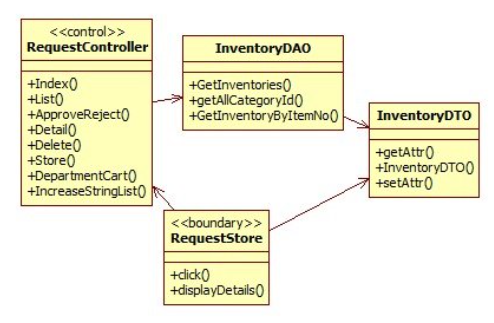 <<control>>
RequestController
+Index()
+List()
+ApproveReject()
+Detail()
+Delete()
+Store()
+DepartmentCart()
+IncreaseStringList()
InventoryDAO
+GetInventories()
+getAllCategoryId()
+GetInventoryByItemNo()
InventoryDTO
+getAttr()
+InventoryDTO()
+setAttr()
<<boundary>>
RequestStore
+click()
+displayDetails()